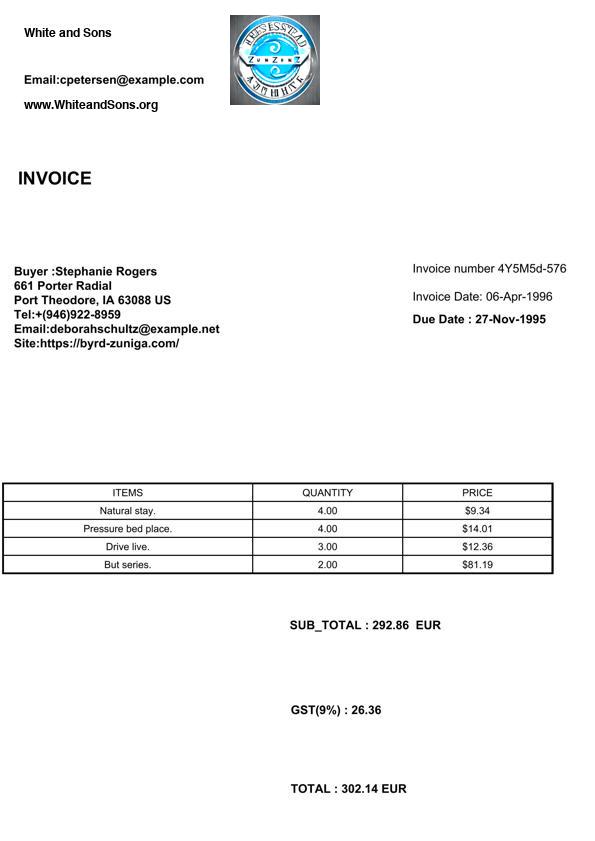 White and Sons
Email:cpetersen@example.com
www.WhiteandSons.org
ZunZenZ
INVOICE
Buyer :Stephanie Rogers
661 Porter Radial
Port Theodore, IA 63088 US
Tel:+(946)922-8959
Email:deborahschultz@example.net
Site:https://byrd-zuniga.com/
Invoice number 4Y5M5d-576
Invoice Date: 06-Apr-1996
Due Date : 27-Nov-1995
ITEMS QUANTITY PRICE
Natural stay. 4.00 $9.34
Pressure bed place. 4.00 $14.01
Drive live. 3.00 $12.36
But series. 2.00 $81.19
SUB_TOTAL : 292.86 EUR
GST(9%) : 26.36
TOTAL : 302.14 EUR